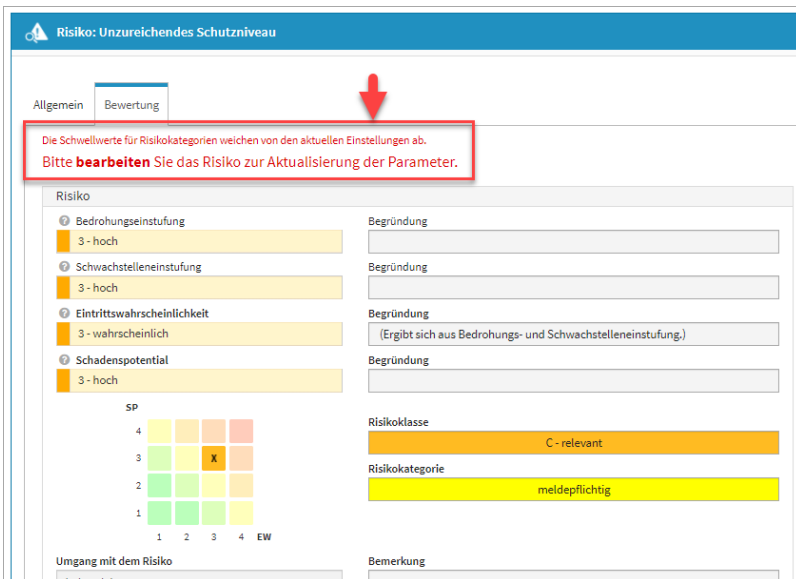 Risiko: Unzureichendes Schutzniveau
Allgemein Bewertung
Die Schwellwerte für Risikokategorien weichen von den aktuellen Einstellungen ab.
Bitte bearbeiten Sie das Risiko zur Aktualisierung der Parameter.
Risiko
Bedrohungseinstufung Begründung
3 - hoch
Schwachstelleneinstufung Begründung
3 - hoch
Eintrittswahrscheinlichkeit Begründung
3 - wahrscheinlich (Ergibt sich aus Bedrohungs- und Schwachstelleneinstufung.)
Schadenspotential Begründung
3 - hoch
SP
Risikoklasse
4
C - relevant
3 X
Risikokategorie
2
meldepflichtig
1
1 2 3 4 EW
Umgang mit dem Risiko Bemerkung